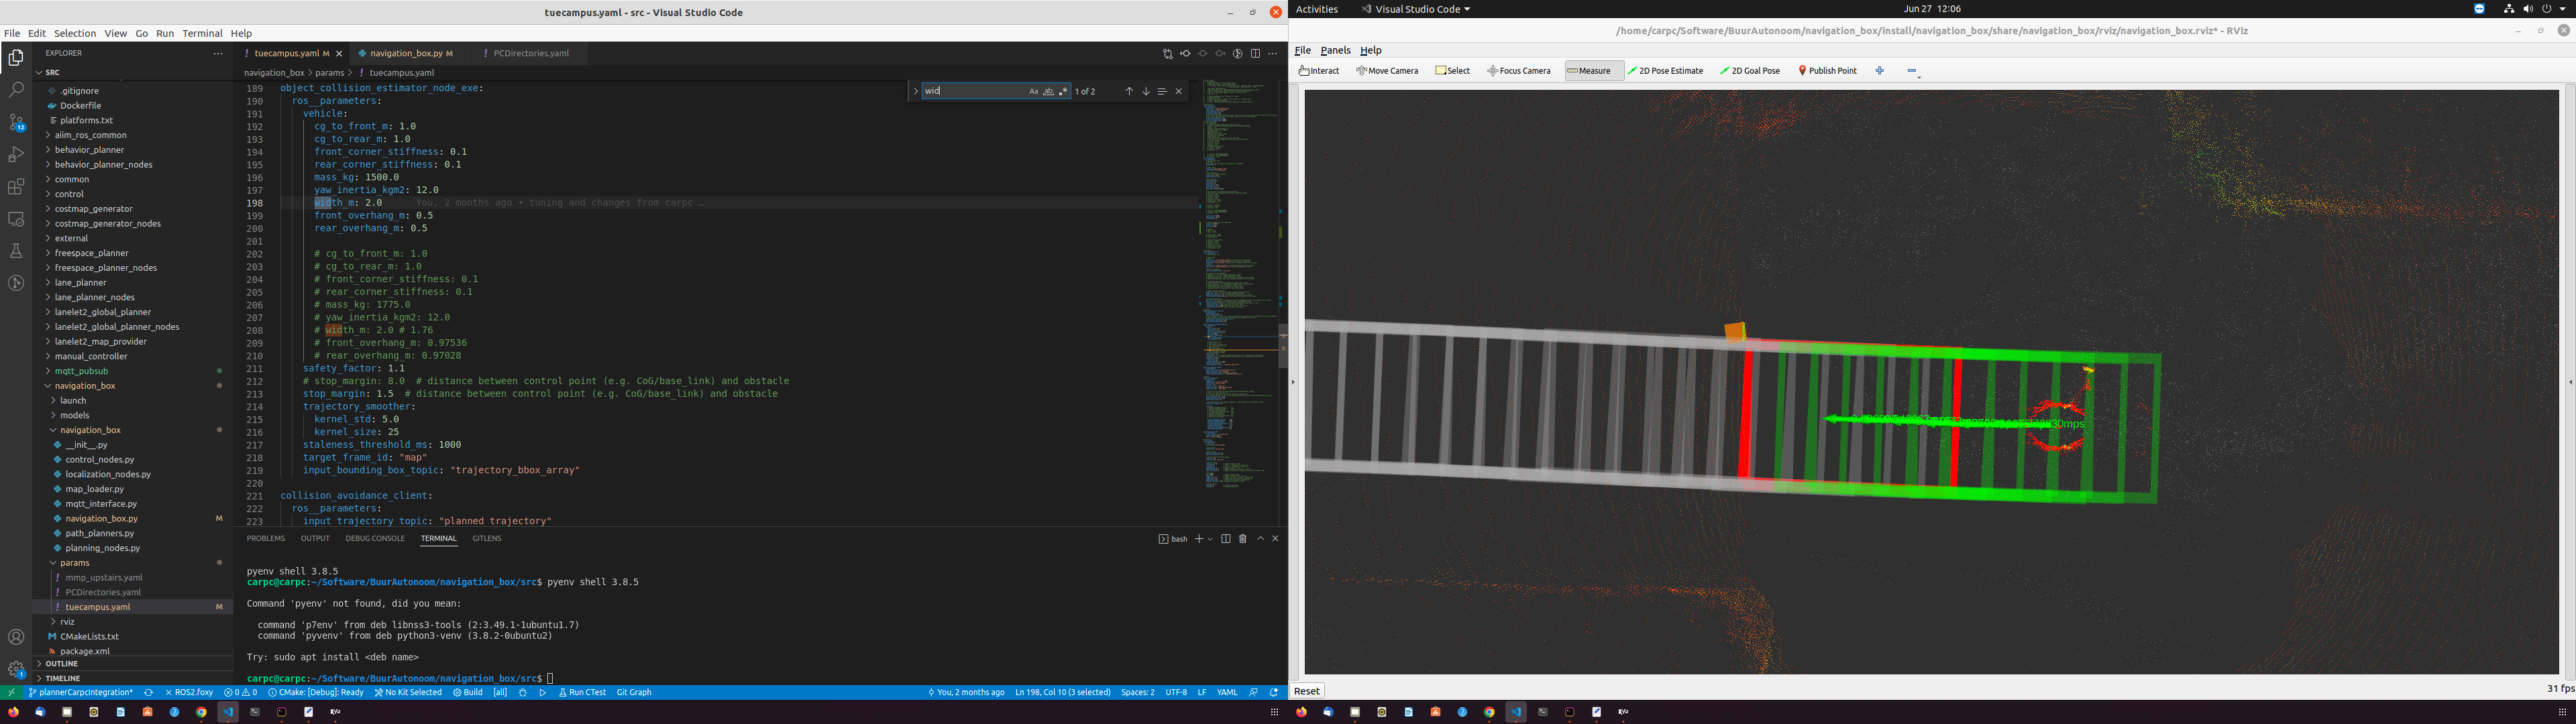 tuecampus.yaml - src - Visual Studio Code
File Edit Selection View Go Run Terminal Help
EXPLORER
SRC
.gitignore
Dockerfile
platforms.txt
aiim_ros_common
behavior_planner
behavior_planner_nodes
common
control
costmap_generator
costmap_generator_nodes
external
freespace_planner
freespace_planner_nodes
lane_planner
lane_planner_nodes
lanelet2_global_planner
lanelet2_global_planner_nodes
lanelet2_map_provider
manual_controller
mqtt_pubsub
navigation_box
launch
models
navigation_box
__init__.py
control_nodes.py
localization_nodes.py
map_loader.py
mqtt_interface.py
navigation_box.py M
path_planners.py
planning_nodes.py
params
mmp_upstairs.yaml
PCDirectories.yaml
tuecampus.yaml M
rviz
CMakeLists.txt
package.xml
OUTLINE
TIMELINE
tuecampus.yaml M navigation_box.py M PCDirectories.yaml
navigation_box > params > tuecampus.yaml
wid Aa ab 1 of 2
189 object_collision_estimator_node_exe:
190 ros__parameters:
191 vehicle:
192 cg_to_front_m: 1.0
193 cg_to_rear_m: 1.0
194 front_corner_stiffness: 0.1
195 rear_corner_stiffness: 0.1
196 mass_kg: 1500.0
197 yaw_inertia_kgm2: 12.0
198 width_m: 2.0 You, 2 months ago • tuning and changes from carpc …
199 front_overhang_m: 0.5
200 rear_overhang_m: 0.5
201
202 # cg_to_front_m: 1.0
203 # cg_to_rear_m: 1.0
204 # front_corner_stiffness: 0.1
205 # rear_corner_stiffness: 0.1
206 # mass_kg: 1775.0
207 # yaw_inertia_kgm2: 12.0
208 # width_m: 2.0 # 1.76
209 # front_overhang_m: 0.97536
210 # rear_overhang_m: 0.97028
211 safety_factor: 1.1
212 # stop_margin: 8.0 # distance between control point (e.g. CoG/base_link) and obstacle
213 stop_margin: 1.5 # distance between control point (e.g. CoG/base_link) and obstacle
214 trajectory_smoother:
215 kernel_std: 5.0
216 kernel_size: 25
217 staleness_threshold_ms: 1000
218 target_frame_id: "map"
219 input_bounding_box_topic: "trajectory_bbox_array"
220
221 collision_avoidance_client:
222 ros__parameters:
223 input_trajectory_topic: "planned_trajectory"
PROBLEMS OUTPUT DEBUG CONSOLE TERMINAL GITLENS
bash
pyenv shell 3.8.5
carpc@carpc:~/Software/BuurAutonoom/navigation_box/src$ pyenv shell 3.8.5
Command 'pyenv' not found, did you mean:
command 'p7env' from deb libnss3-tools (2:3.49.1-1ubuntu1.7)
command 'pyvenv' from deb python3-venv (3.8.2-0ubuntu2)
Try: sudo apt install <deb name>
carpc@carpc:~/Software/BuurAutonoom/navigation_box/src$
plannerCarpcIntegration* ROS2.foxy 0 0 CMake: [Debug]: Ready No Kit Selected Build [all] Run CTest Git Graph You, 2 months ago Ln 198, Col 10 (3 selected) Spaces: 2 UTF-8 LF YAML
Activities Visual Studio Code Jun 27 12:06
/home/carpc/Software/BuurAutonoom/navigation_box/install/navigation_box/share/navigation_box/rviz/navigation_box.rviz* - RViz
File Panels Help
Interact Move Camera Select Focus Camera Measure 2D Pose Estimate 2D Goal Pose Publish Point
Reset 31 fps